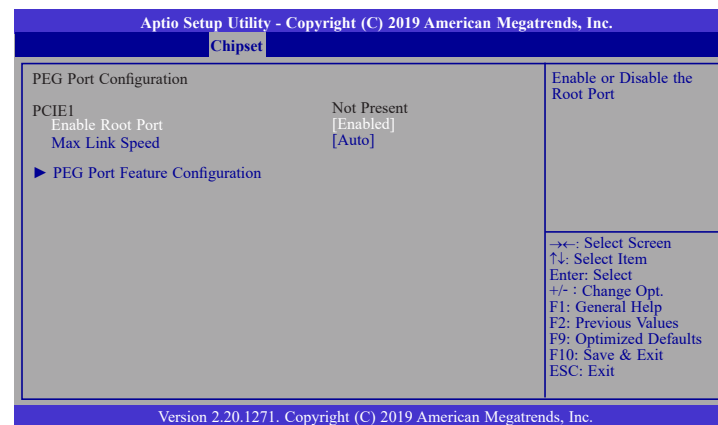 Aptio Setup Utility - Copyright (C) 2019 American Megatrends, Inc.
Chipset
PEG Port Configuration
PCIE1 Not Present
Enable Root Port [Enabled]
Max Link Speed [Auto]
► PEG Port Feature Configuration
Enable or Disable the
Root Port
→←: Select Screen
↑↓: Select Item
Enter: Select
+/- : Change Opt.
F1: General Help
F2: Previous Values
F9: Optimized Defaults
F10: Save & Exit
ESC: Exit
Version 2.20.1271. Copyright (C) 2019 American Megatrends, Inc.